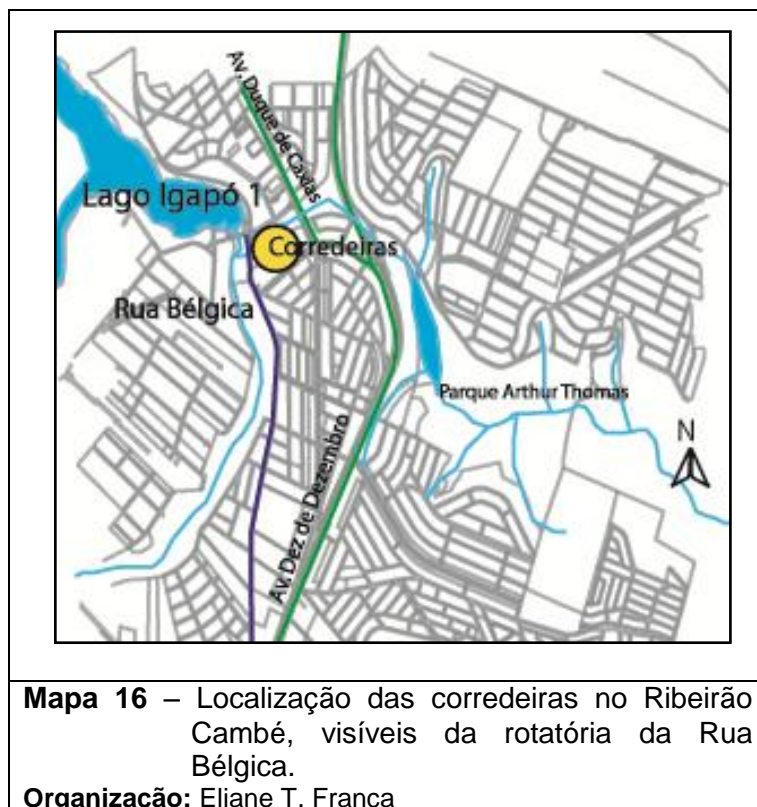 Av. Duque de Caxias
Lago Igapó 1
Corredeiras
Rua Bélgica
Parque Arthur Thomas
N
Av. Dez de Dezembro
Mapa 16 – Localização das corredeiras no Ribeirão
Cambé, visíveis da rotatória da Rua
Bélgica.
Organização: Eliane T. Franca